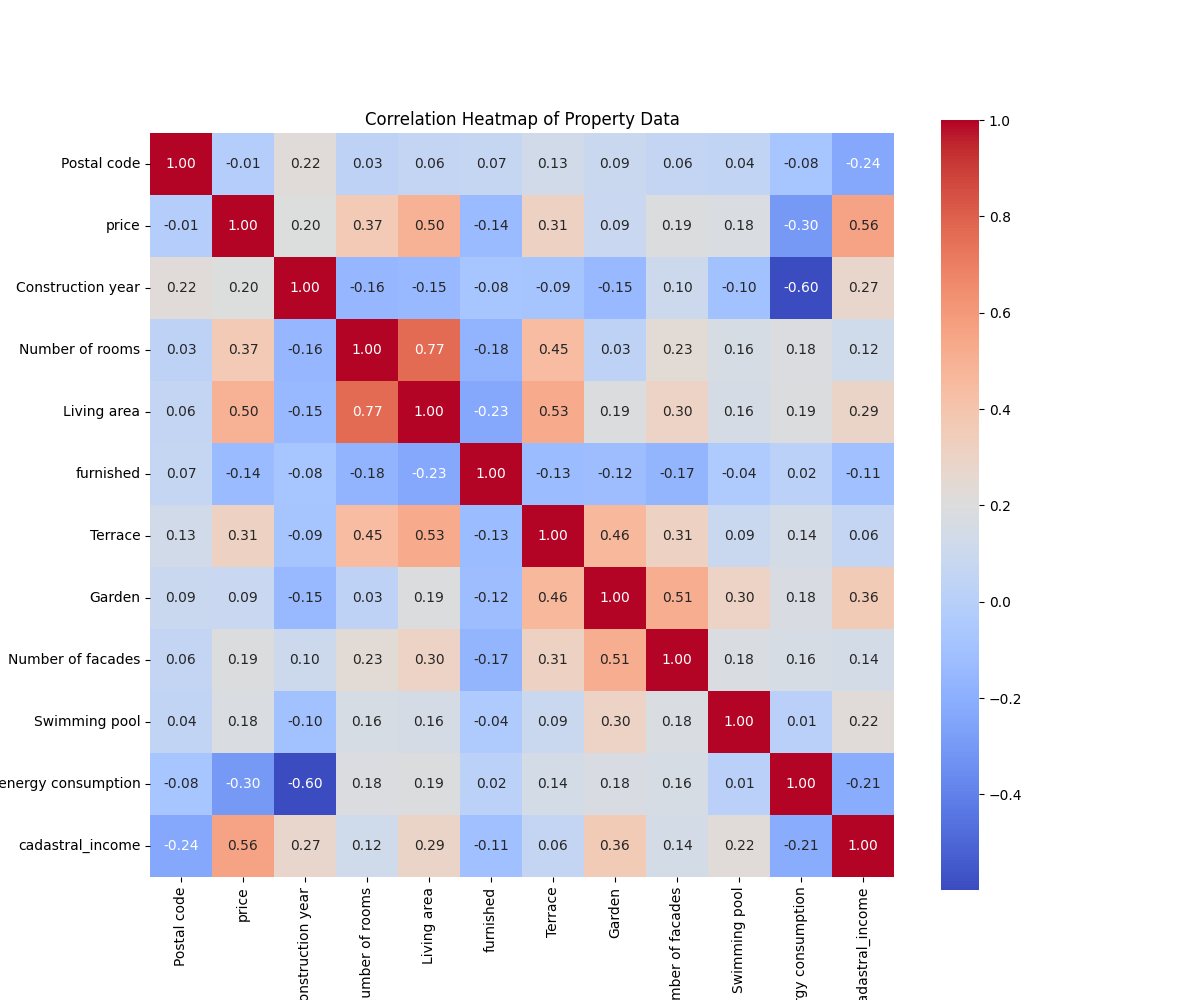 Correlation Heatmap of Property Data
Postal code 1.00 -0.01 0.22 0.03 0.06 0.07 0.13 0.09 0.06 0.04 -0.08 -0.24
price -0.01 1.00 0.20 0.37 0.50 -0.14 0.31 0.09 0.19 0.18 -0.30 0.56
Construction year 0.22 0.20 1.00 -0.16 -0.15 -0.08 -0.09 -0.15 0.10 -0.10 -0.60 0.27
Number of rooms 0.03 0.37 -0.16 1.00 0.77 -0.18 0.45 0.03 0.23 0.16 0.18 0.12
Living area 0.06 0.50 -0.15 0.77 1.00 -0.23 0.53 0.19 0.30 0.16 0.19 0.29
furnished 0.07 -0.14 -0.08 -0.18 -0.23 1.00 -0.13 -0.12 -0.17 -0.04 0.02 -0.11
Terrace 0.13 0.31 -0.09 0.45 0.53 -0.13 1.00 0.46 0.31 0.09 0.14 0.06
Garden 0.09 0.09 -0.15 0.03 0.19 -0.12 0.46 1.00 0.51 0.30 0.18 0.36
Number of facades 0.06 0.19 0.10 0.23 0.30 -0.17 0.31 0.51 1.00 0.18 0.16 0.14
Swimming pool 0.04 0.18 -0.10 0.16 0.16 -0.04 0.09 0.30 0.18 1.00 0.01 0.22
energy consumption -0.08 -0.30 -0.60 0.18 0.19 0.02 0.14 0.18 0.16 0.01 1.00 -0.21
cadastral_income -0.24 0.56 0.27 0.12 0.29 -0.11 0.06 0.36 0.14 0.22 -0.21 1.00
Postal code
price
onstruction year
umber of rooms
Living area
furnished
Terrace
Garden
mber of facades
Swimming pool
gy consumption
adastral_income
1.0
0.8
0.6
0.4
0.2
0.0
−0.2
−0.4